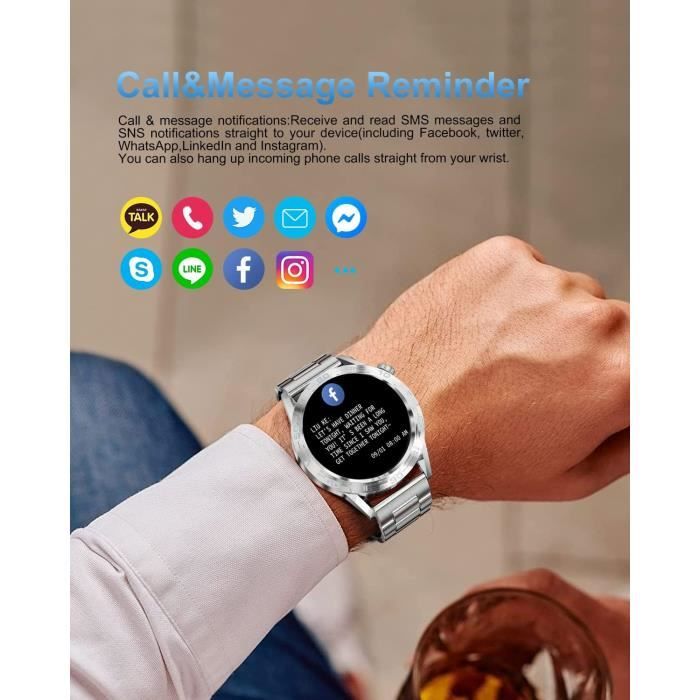 Call&Message Reminder
Call & message notifications:Receive and read SMS messages and
SNS notifications straight to your device(including Facebook, twitter,
WhatsApp,LinkedIn and Instagram).
You can also hang up incoming phone calls straight from your wrist.
TALK
LINE
LIU KE:
LET'S HAVE DINNER
TONIGHT, WAITING FOR
YOU! IT'S BEEN A LONG
TIME SINCE I SAW YOU,
GET TOGETHER TONIGHT~
09/01 08:00 AM